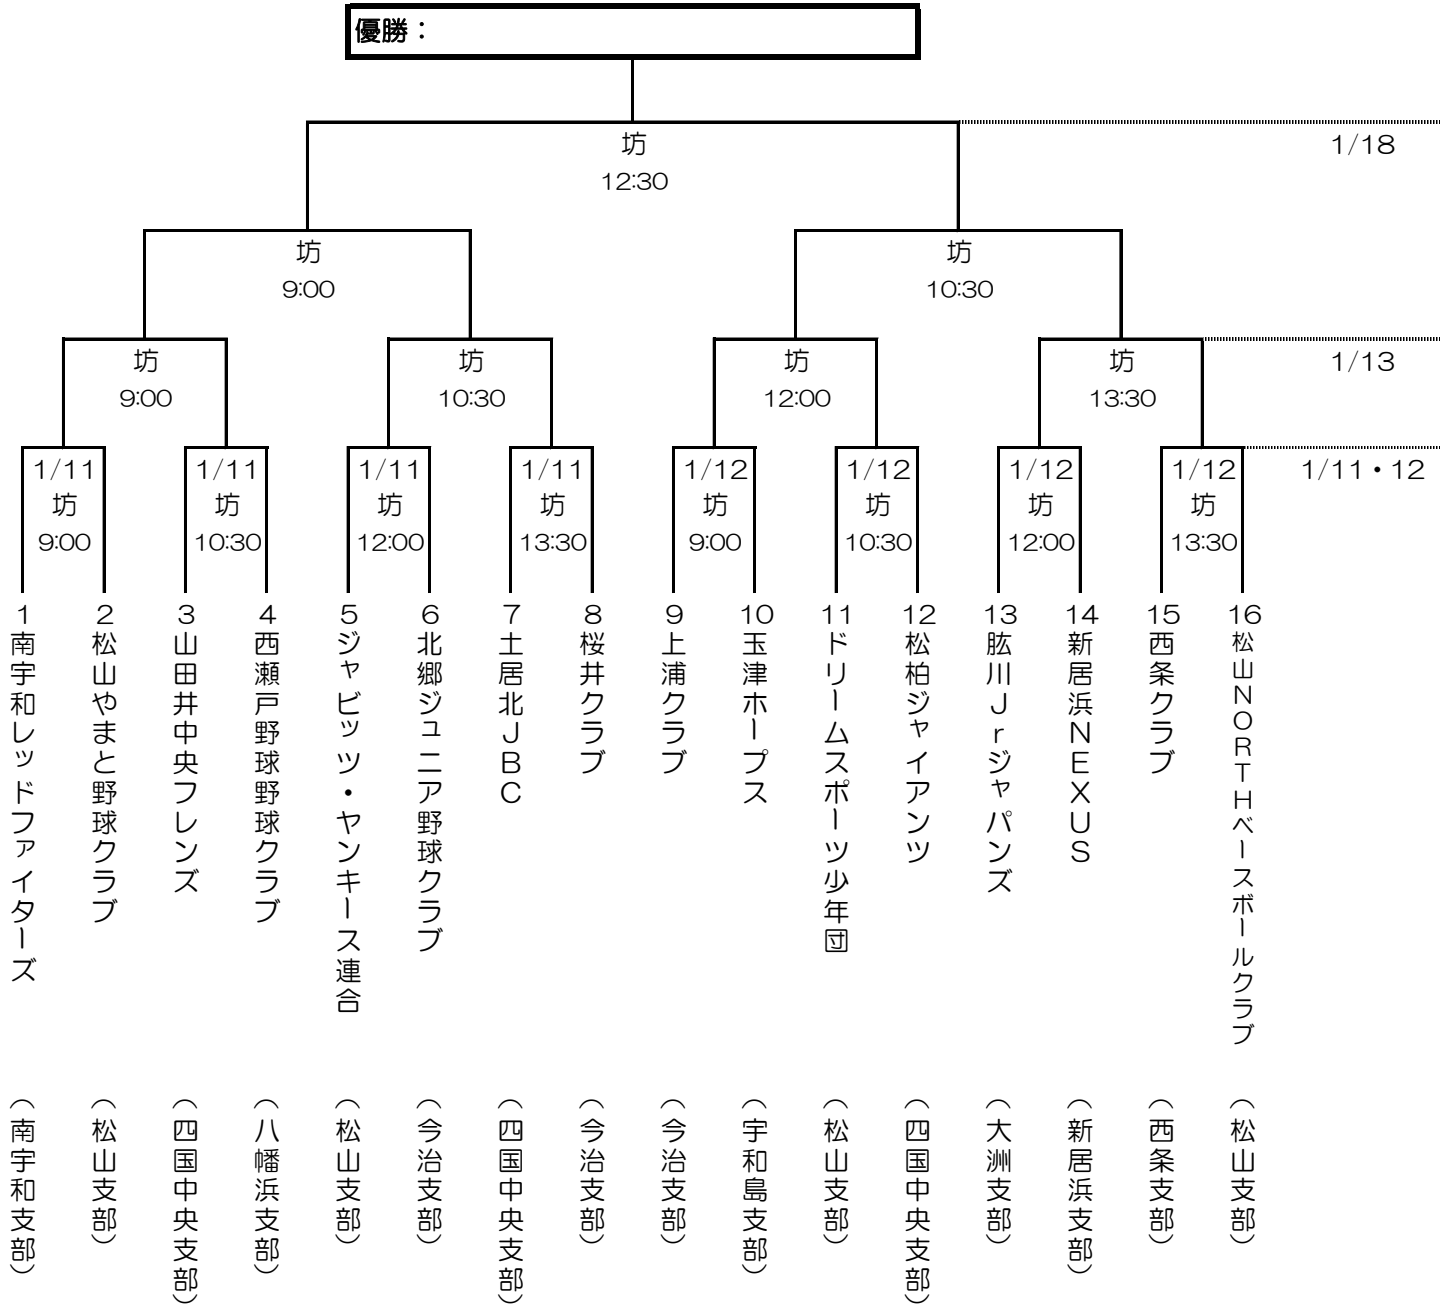 優勝：
坊
12:30
1/18
坊
9:00
坊
10:30
坊
9:00
坊
10:30
坊
12:00
坊
13:30
1/13
1/11
坊
9:00
1/11
坊
10:30
1/11
坊
12:00
1/11
坊
13:30
1/12
坊
9:00
1/12
坊
10:30
1/12
坊
12:00
1/12
坊
13:30
1/11・12
1
南宇和レッドファイターズ
（南宇和支部）
2
松山やまと野球クラブ
（松山支部）
3
山田井中央フレンズ
（四国中央支部）
4
西瀬戸野球野球クラブ
（八幡浜支部）
5
ジャビッツ・ヤンキース連合
（松山支部）
6
北郷ジュニア野球クラブ
（今治支部）
7
土居北JBC
（四国中央支部）
8
桜井クラブ
（今治支部）
9
上浦クラブ
（今治支部）
10
玉津ホープス
（宇和島支部）
11
ドリームスポーツ少年団
（松山支部）
12
松柏ジャイアンツ
（四国中央支部）
13
肱川Jrジャパンズ
（大洲支部）
14
新居浜NEXUS
（新居浜支部）
15
西条クラブ
（西条支部）
16
松山NORTHベースボールクラブ
（松山支部）